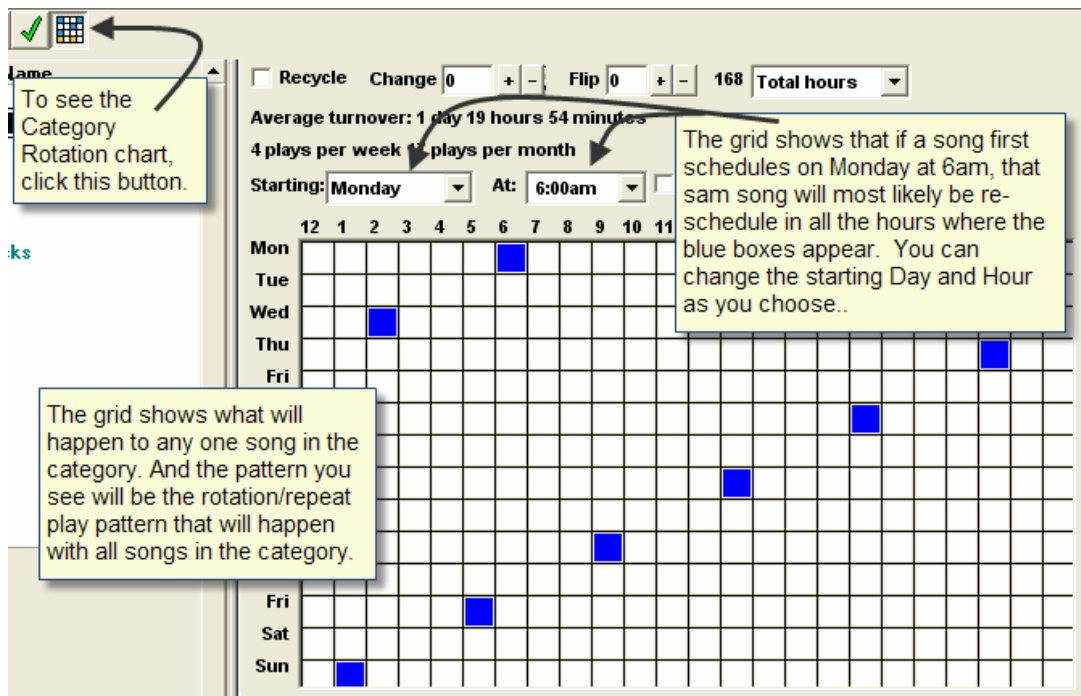 Name
To see the
Category
Rotation chart,
click this button.
cks
Recycle Change 0 + - Flip 0 + - 168 Total hours
Average turnover: 1 day 19 hours 54 minutes
4 plays per week plays per month
Starting: Monday At: 6:00am
The grid shows that if a song first
schedules on Monday at 6am, that
sam song will most likely be re-
schedule in all the hours where the
blue boxes appear. You can
change the starting Day and Hour
as you choose..
12 1 2 3 4 5 6 7 8 9 10 11
Mon
Tue
Wed
Thu
Fri
The grid shows what will
happen to any one song in the
category. And the pattern you
see will be the rotation/repeat
play pattern that will happen
with all songs in the category.
Fri
Sat
Sun